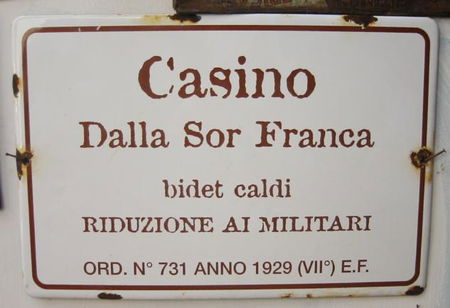 Casino
Dalla Sor Franca
bidet caldi
RIDUZIONE AI MILITARI
ORD. N° 731 ANNO 1929 (VII°) E.F.